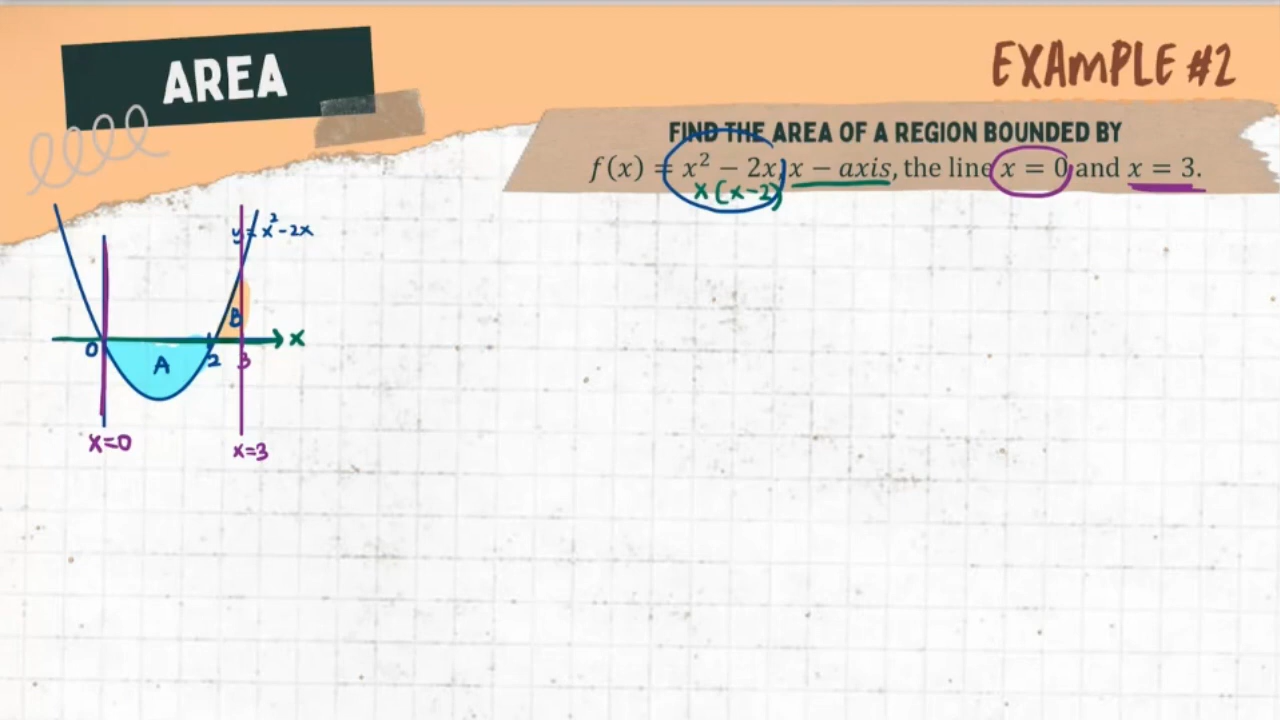 AREA
EXAMPLE #2
FIND THE AREA OF A REGION BOUNDED BY
f(x) = x² − 2x, x − axis, the line x = 0 and x = 3.
x(x-2)
y=x²-2x
B
x
0
A
2
3
x=0
x=3